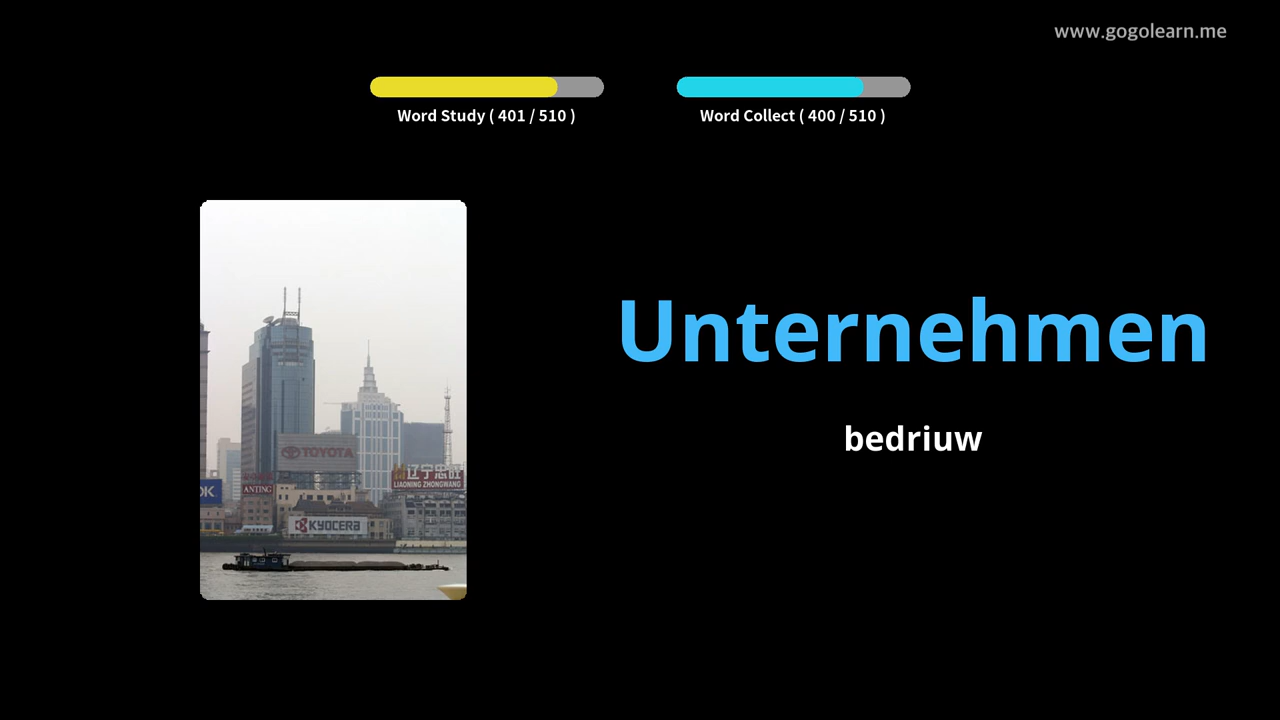 www.gogolearn.me
Word Study ( 401 / 510 )
Word Collect ( 400 / 510 )
Unternehmen
bedriuw
TOYOTA
辽宁忠旺
LIAONING ZHONGWANG
OK
ANTING
KYOCERA